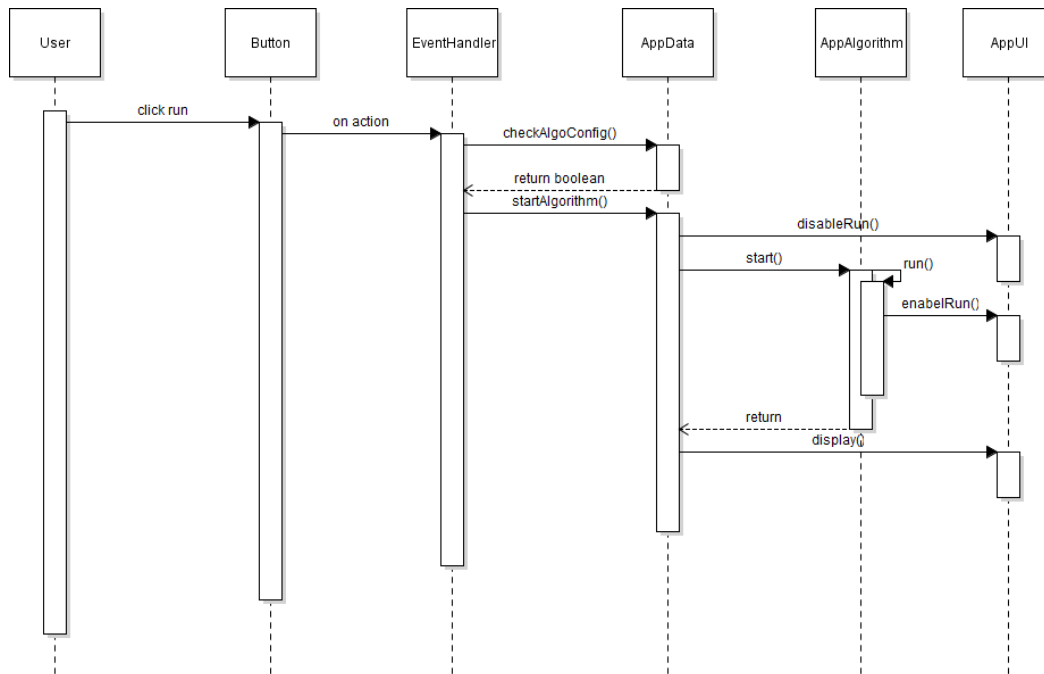 User
Button
EventHandler
AppData
AppAlgorithm
AppUI
click run
on action
checkAlgoConfig()
return boolean
startAlgorithm()
disableRun()
start()
run()
enabelRun()
return
display()